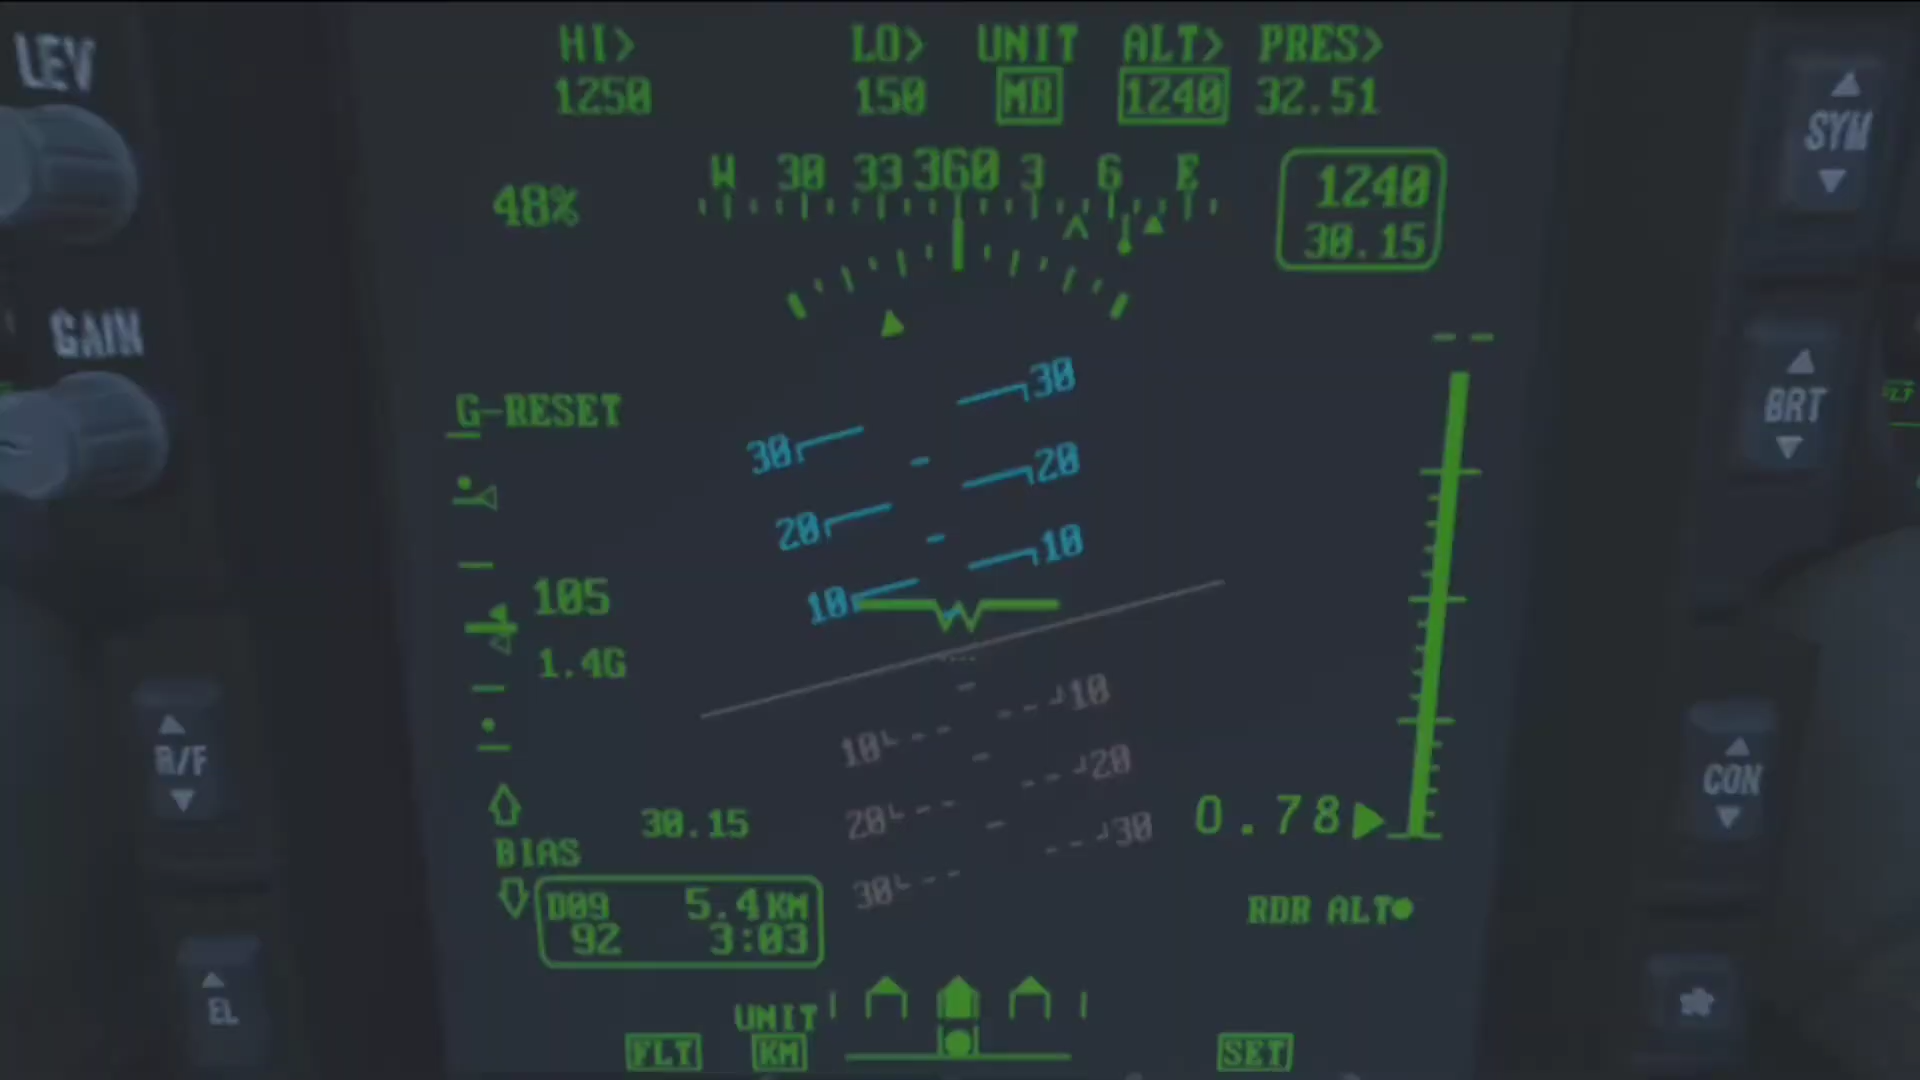 LEV
HI> LO> UNIT ALT> PRES>
1250 150 MB 1240 32.51
SYM
W 30 33 360 3 6 E
48%
1240
30.15
GAIN
30
30
G-RESET
BRT
20
20
10
10
105
1.4G
10
10
R/F
20
20
CON
30.15
0.78
30
30
BIAS
D09 5.4KM
92 3:03
RDR ALT
EL
UNIT
FLT KM SET